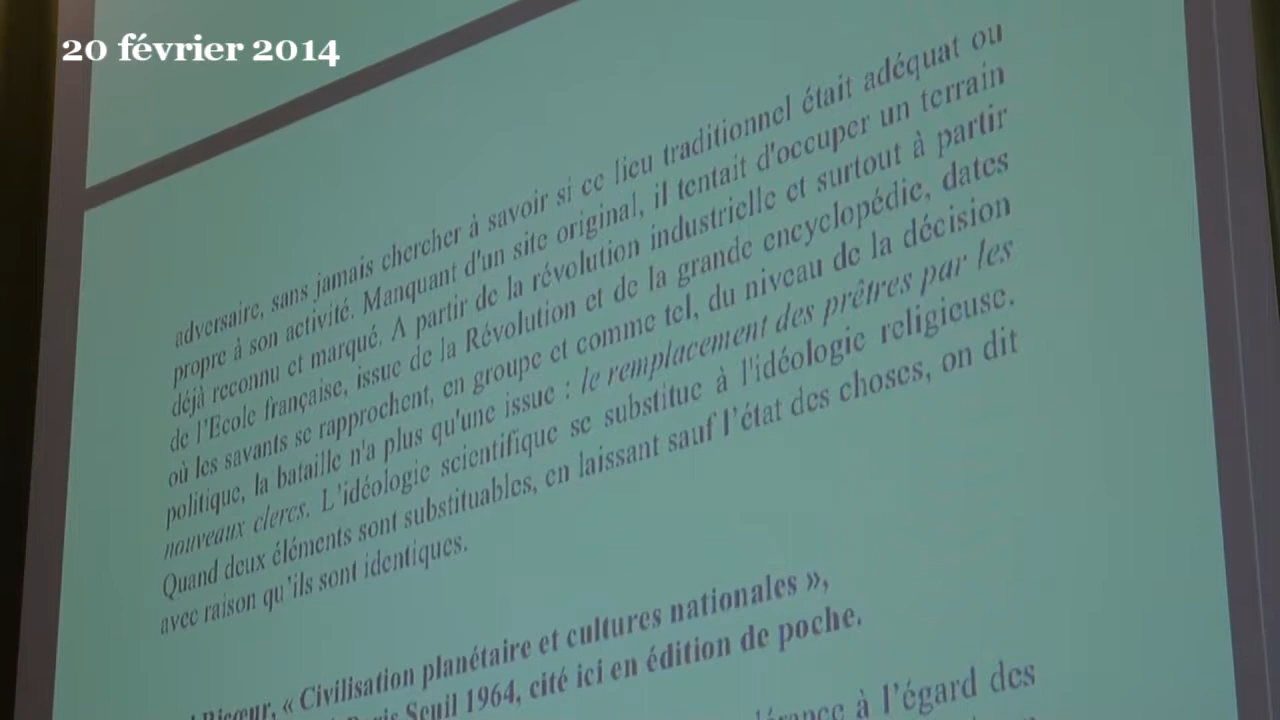 20 février 2014
adversaire, sans jamais chercher à savoir si ce lieu traditionnel était adéquat ou
propre à son activité. Manquant d'un site original, il tentait d'occuper un terrain
déjà reconnu et marqué. A partir de la révolution industrielle et surtout à partir
de l'Ecole française, issue de la Révolution et de la grande encyclopédie, dates
où les savants se rapprochent, en groupe et comme tel, du niveau de la décision
politique, la bataille n'a plus qu'une issue : le remplacement des prêtres par les
nouveaux clercs. L'idéologie scientifique se substitue à l'idéologie religieuse.
Quand deux éléments sont substituables, en laissant sauf l'état des choses, on dit
avec raison qu'ils sont identiques.
Ricœur, « Civilisation planétaire et cultures nationales »,
Paris Seuil 1964, cité ici en édition de poche.
à l'égard des